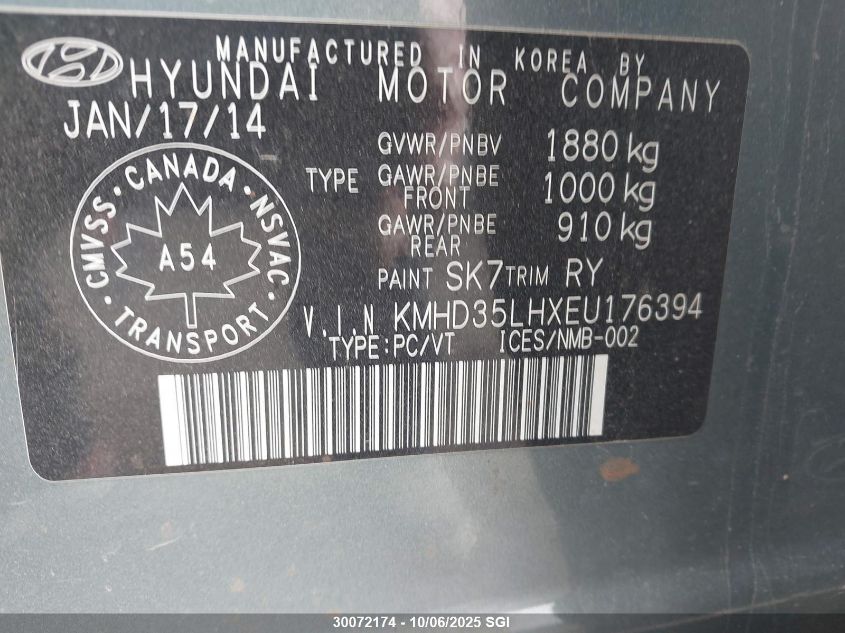 MANUFACTURED IN KOREA BY
HYUNDAI MOTOR COMPANY
JAN/17/14
GVWR/PNBV 1880 kg
TYPE GAWR/PNBE FRONT 1000 kg
GAWR/PNBE REAR 910 kg
CMVSS · CANADA · NSVAC · TRANSPORT ·
A54
PAINT SK7 TRIM RY
V.I.N KMHD35LHXEU176394
TYPE:PC/VT ICES/NMB-002
30072174 - 10/06/2025 SGI